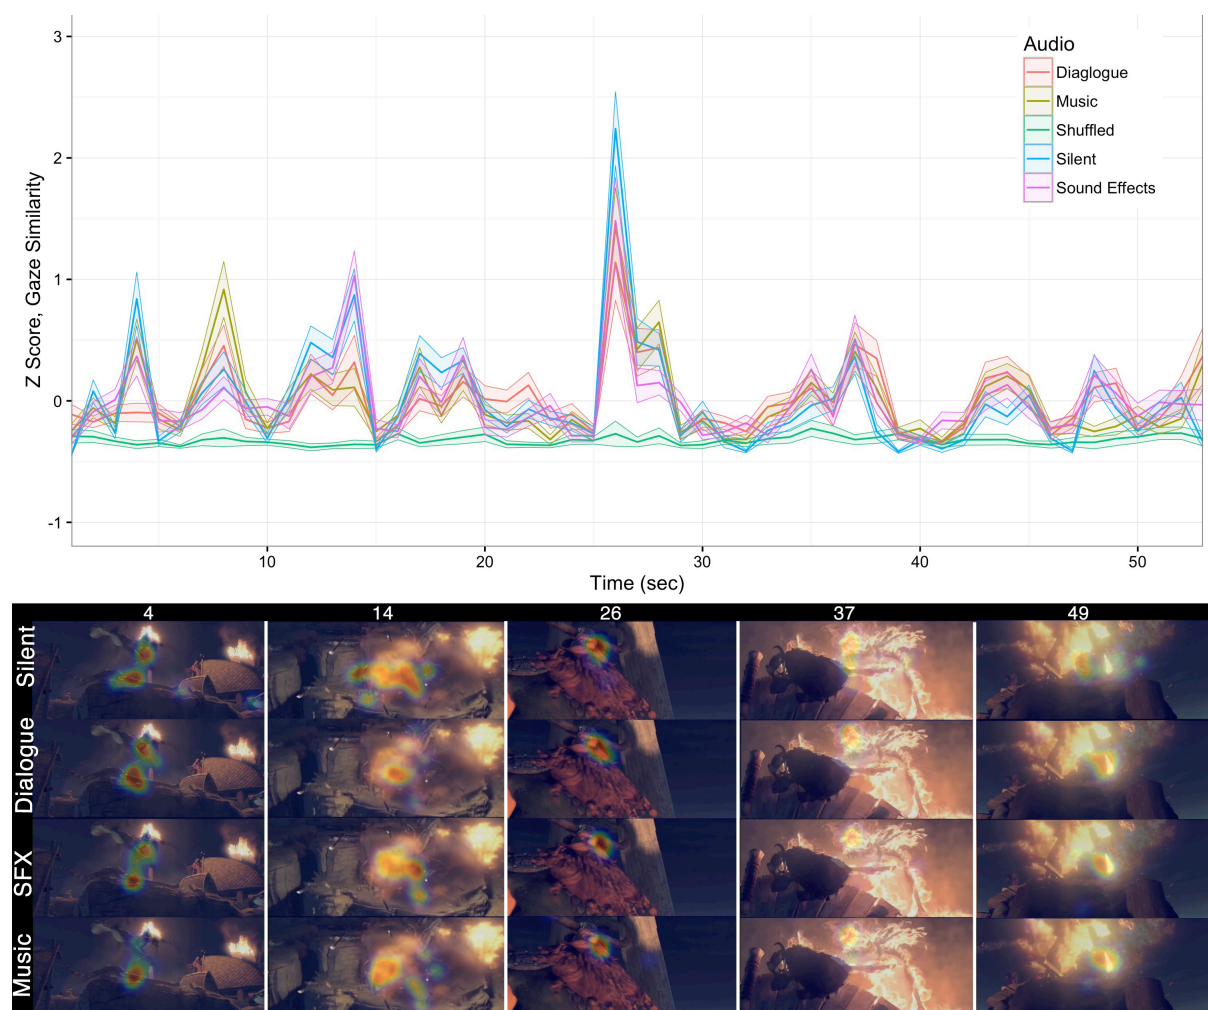 3
2
1
0
-1
Z Score, Gaze Similarity
Audio
Diaglogue
Music
Shuffled
Silent
Sound Effects
10 20 30 40 50
Time (sec)
4 14 26 37 49
Silent
Dialogue
SFX
Music